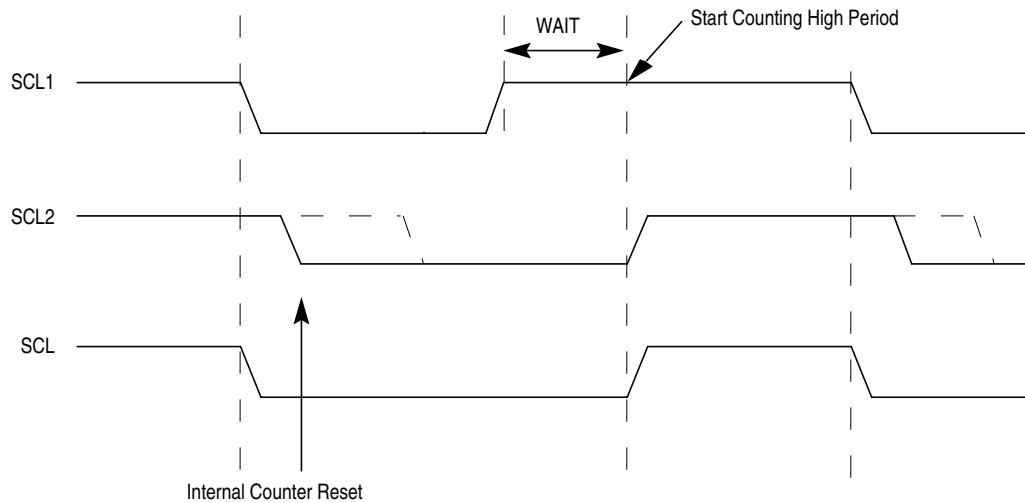 Start Counting High Period
WAIT
SCL1
SCL2
SCL
Internal Counter Reset